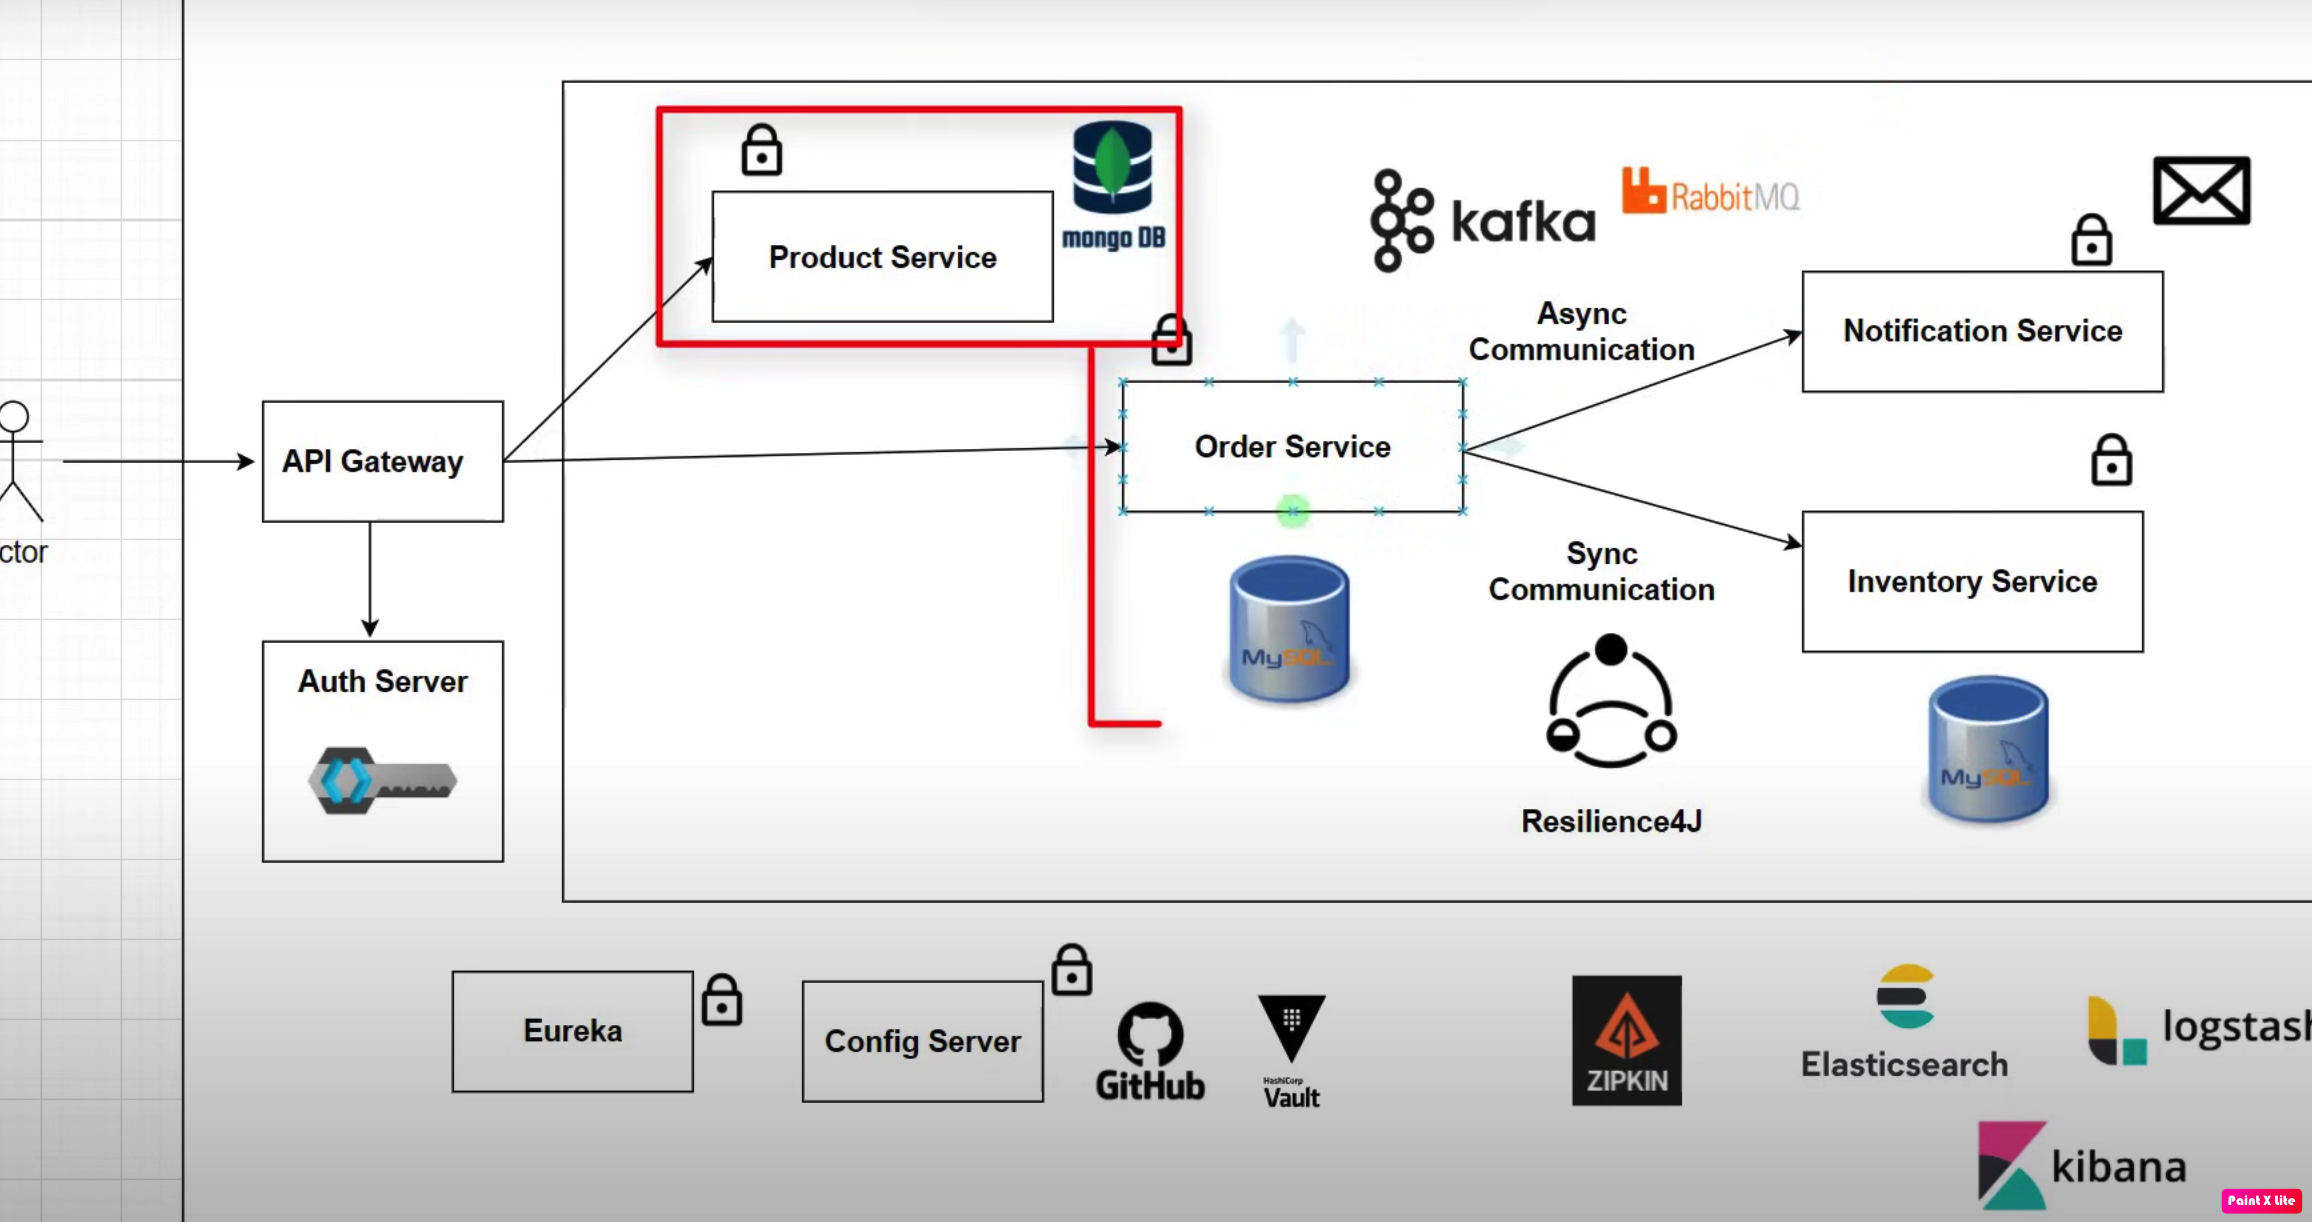 mongo DB
Product Service
kafka
RabbitMQ
Async
Communication
Notification Service
API Gateway
Order Service
ctor
Sync
Communication
Inventory Service
MySQL
Auth Server
MySQL
Resilience4J
Eureka
Config Server
GitHub
HashiCorp
Vault
ZIPKIN
Elasticsearch
logstash
kibana
Paint X Lite